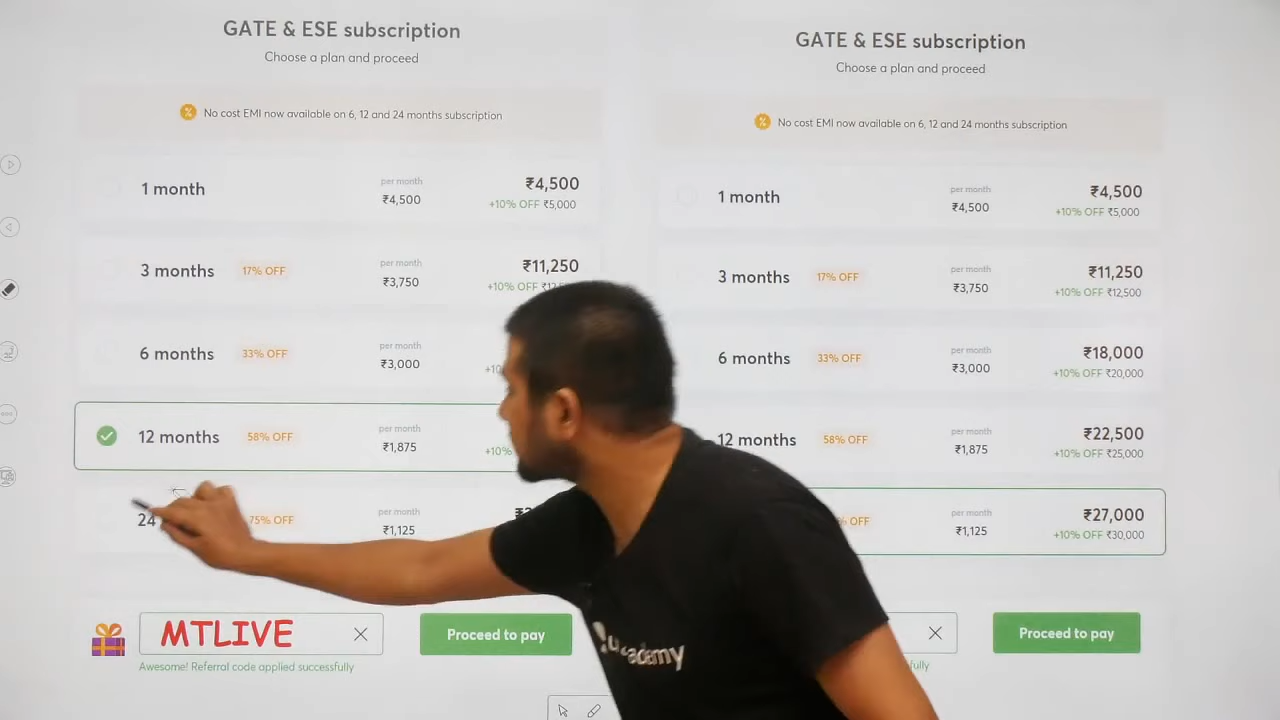 GATE & ESE subscription
Choose a plan and proceed
No cost EMI now available on 6, 12 and 24 months subscription
1 month
per month
₹4,500
₹4,500
+10% OFF ₹5,000
3 months
17% OFF
per month
₹3,750
₹11,250
+10% OFF
6 months
33% OFF
per month
₹3,000
12 months
58% OFF
per month
₹1,875
+10%
24
75% OFF
per month
₹1,125
MTLIVE
Proceed to pay
Awesome! Referral code applied successfully
GATE & ESE subscription
Choose a plan and proceed
No cost EMI now available on 6, 12 and 24 months subscription
1 month
per month
₹4,500
₹4,500
+10% OFF ₹5,000
3 months
17% OFF
per month
₹3,750
₹11,250
+10% OFF ₹12,500
6 months
33% OFF
per month
₹3,000
₹18,000
+10% OFF ₹20,000
12 months
58% OFF
per month
₹1,875
₹22,500
+10% OFF ₹25,000
OFF
per month
₹1,125
₹27,000
+10% OFF ₹30,000
Proceed to pay